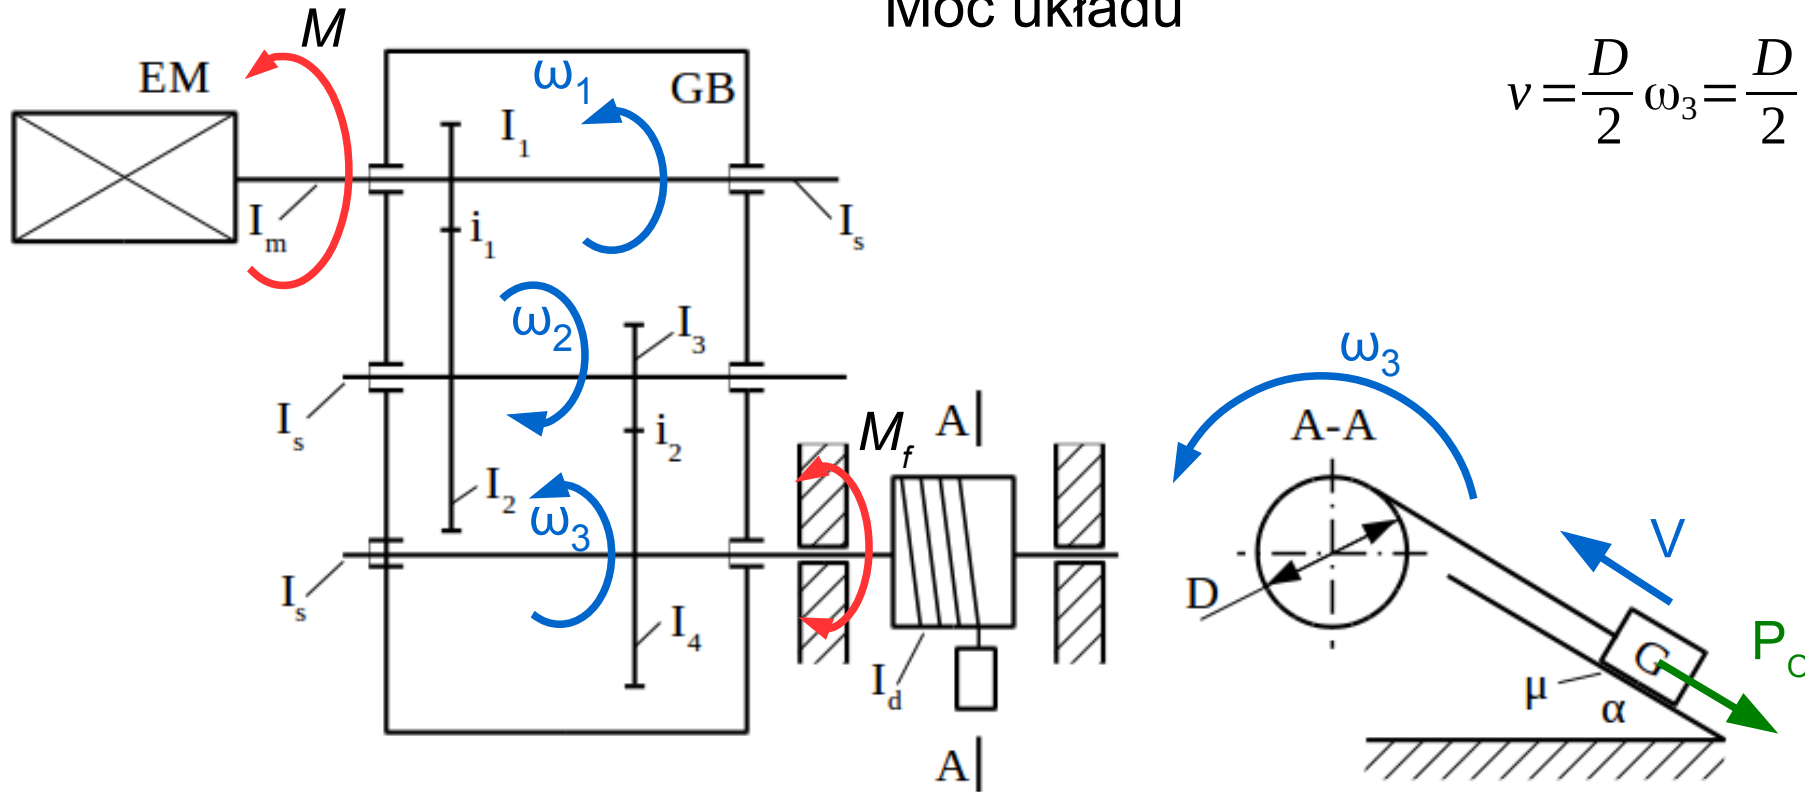 Moc układu
M
EM
ω1
GB
v = D/2 ω3 = D/2
I1
Im
i1
Is
ω2
I3
ω3
Is
A
A-A
Mf
i2
I2
ω3
V
D
Is
I4
G
Id
μ
α
A